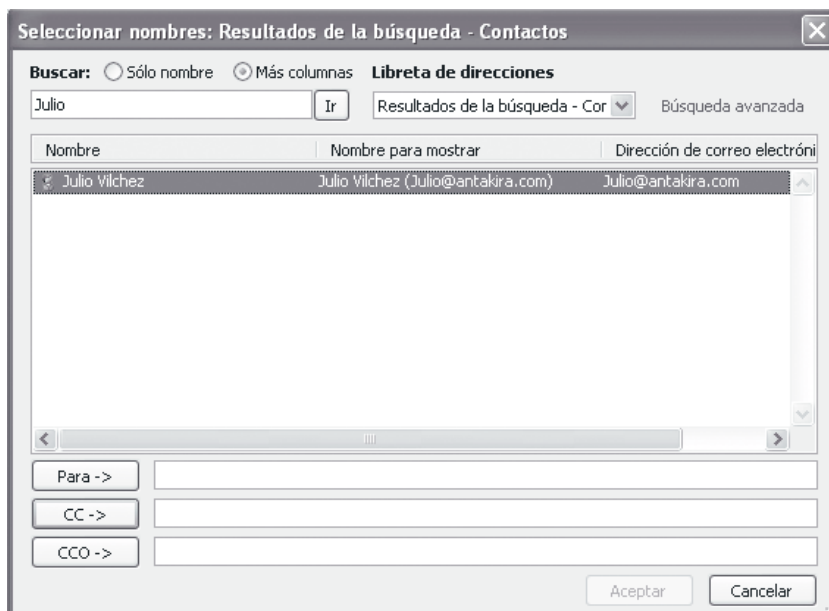 Seleccionar nombres: Resultados de la búsqueda - Contactos
Buscar: Sólo nombre Más columnas Libreta de direcciones
Julio Ir Resultados de la búsqueda - Cor Búsqueda avanzada
Nombre Nombre para mostrar Dirección de correo electróni
Julio Vilchez Julio Vilchez (Julio@antakira.com) Julio@antakira.com
Para ->
CC ->
CCO ->
Aceptar Cancelar